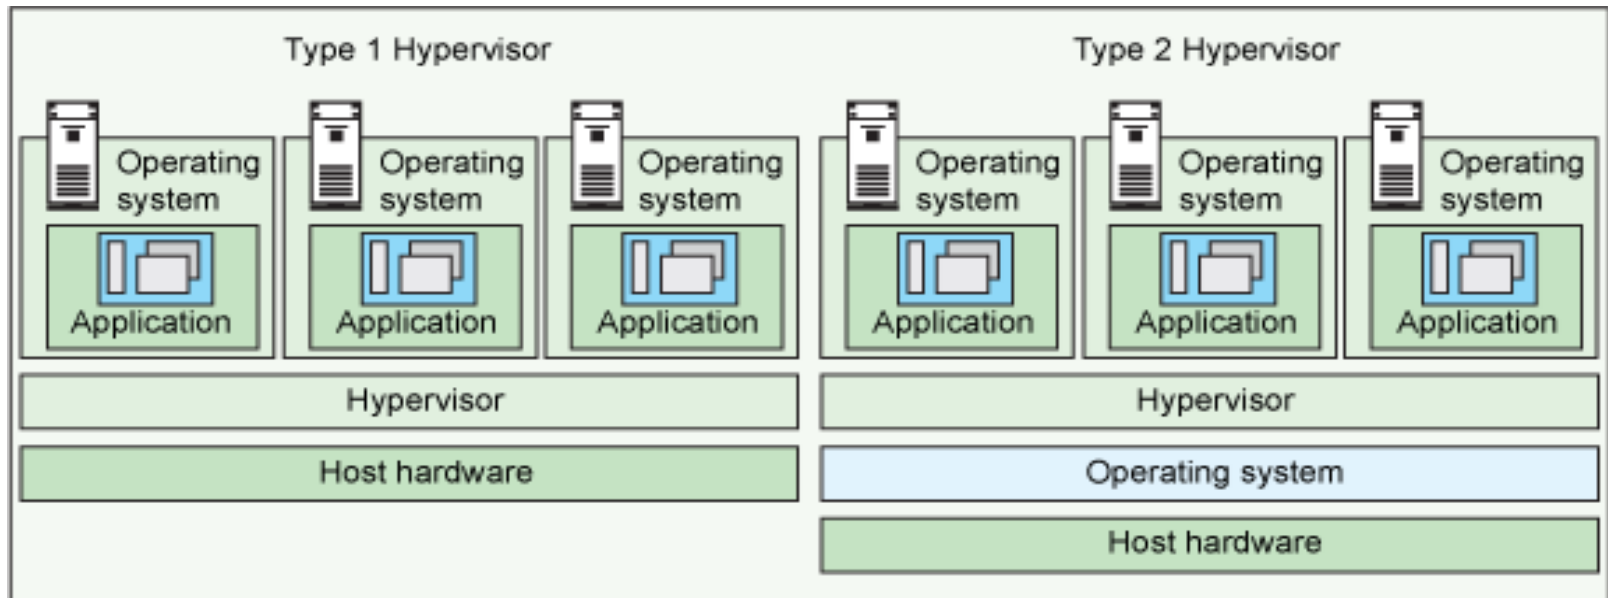 Type 1 Hypervisor
Operating
system
Application
Operating
system
Application
Operating
system
Application
Hypervisor
Host hardware
Type 2 Hypervisor
Operating
system
Application
Operating
system
Application
Operating
system
Application
Hypervisor
Operating system
Host hardware